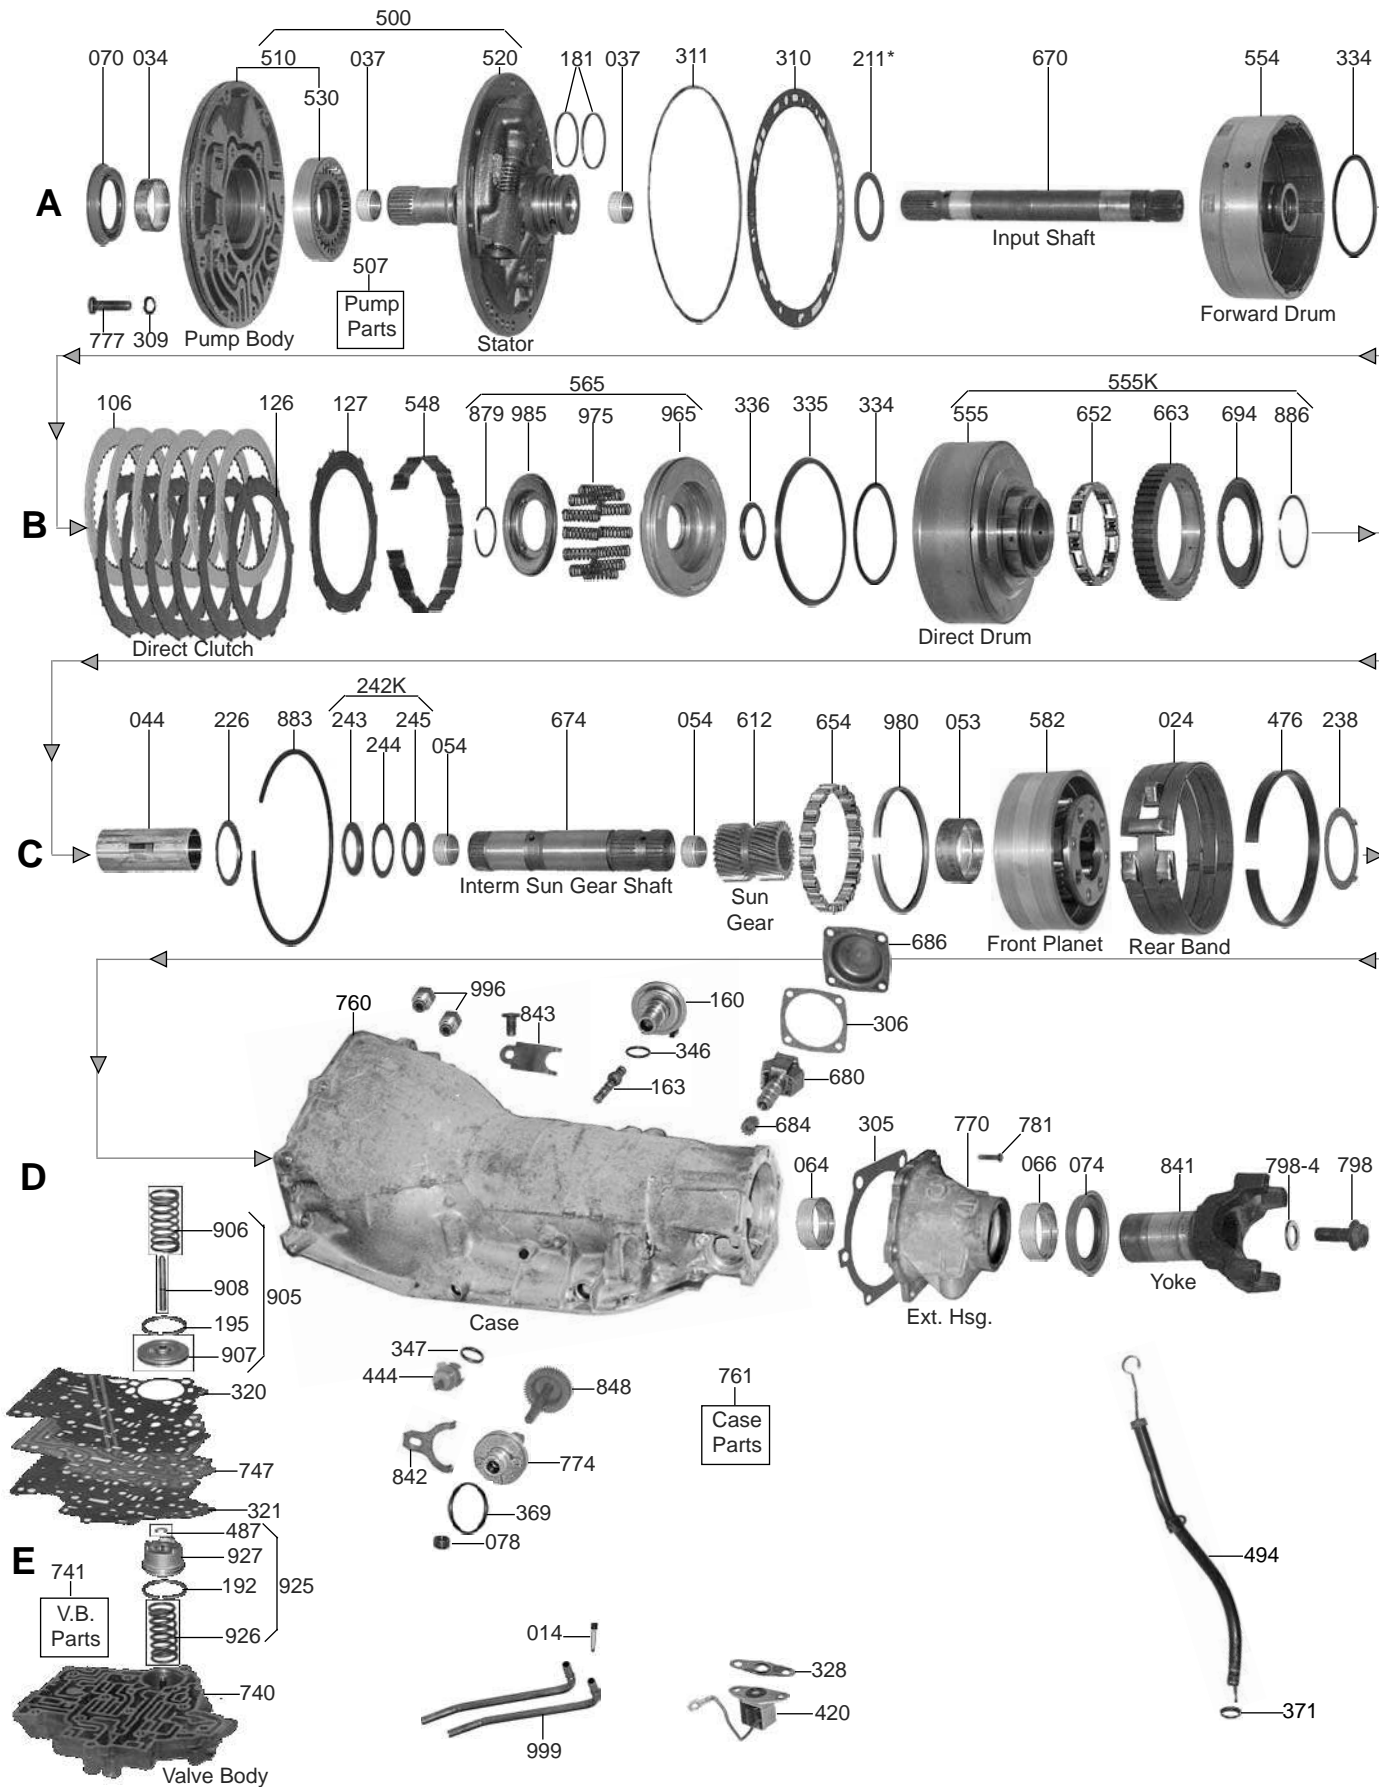 500
070 034 510 037 520 181 037 311 310 211* 670 554 334
530
A
Input Shaft
507
Pump
Parts
777 309 Pump Body
Stator
Forward Drum
565
555K
106 126 127 548 879 985 975 965 336 335 334 555 652 663 694 886
B
Direct Clutch
Direct Drum
242K
044 226 883 243 245 674 054 612 654 980 053 582 024 476 238
244 054
C
Interm Sun Gear Shaft
Sun
Gear
Front Planet
Rear Band
686
760 996 843 160
306
346
163
680
684
305 770 781
D
064 066 074 841 798-4 798
Yoke
Ext. Hsg.
Case
906
908
905
195
907
320
747
321
347
444
848
842
774
369
078
761
Case
Parts
E
487
927
741
192
925
V.B.
Parts
926
740
Valve Body
014
999
328
420
494
371